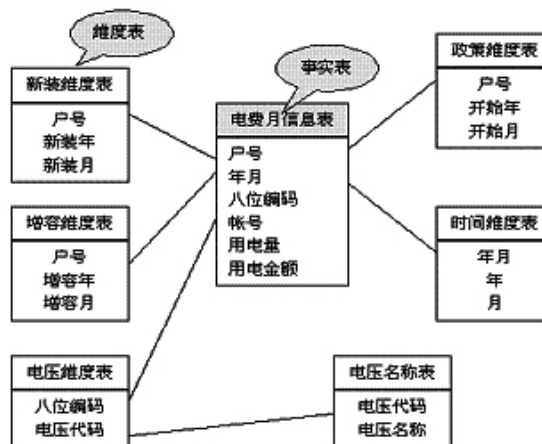 维度表
新装维度表
户号
新装年
新装月
事实表
电费月信息表
户号
年月
八位编码
帐号
用电量
用电金额
政策维度表
户号
开始年
开始月
增容维度表
户号
增容年
增容月
时间维度表
年月
年
月
电压维度表
八位编码
电压代码
电压名称表
电压代码
电压名称